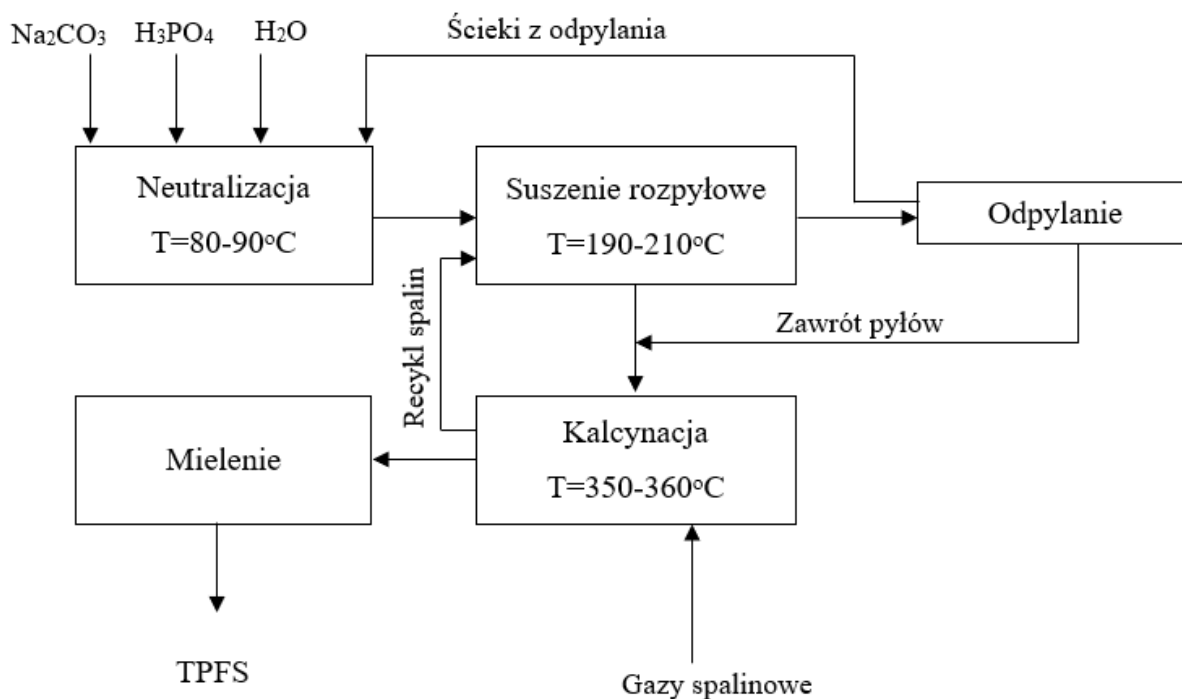 Na₂CO₃ H₃PO₄ H₂O
Ścieki z odpylania
Neutralizacja
T=80-90°C
Suszenie rozpyłowe
T=190-210°C
Odpylanie
Recykl spalin
Zawrót pyłów
Mielenie
Kalcynacja
T=350-360°C
TPFS
Gazy spalinowe